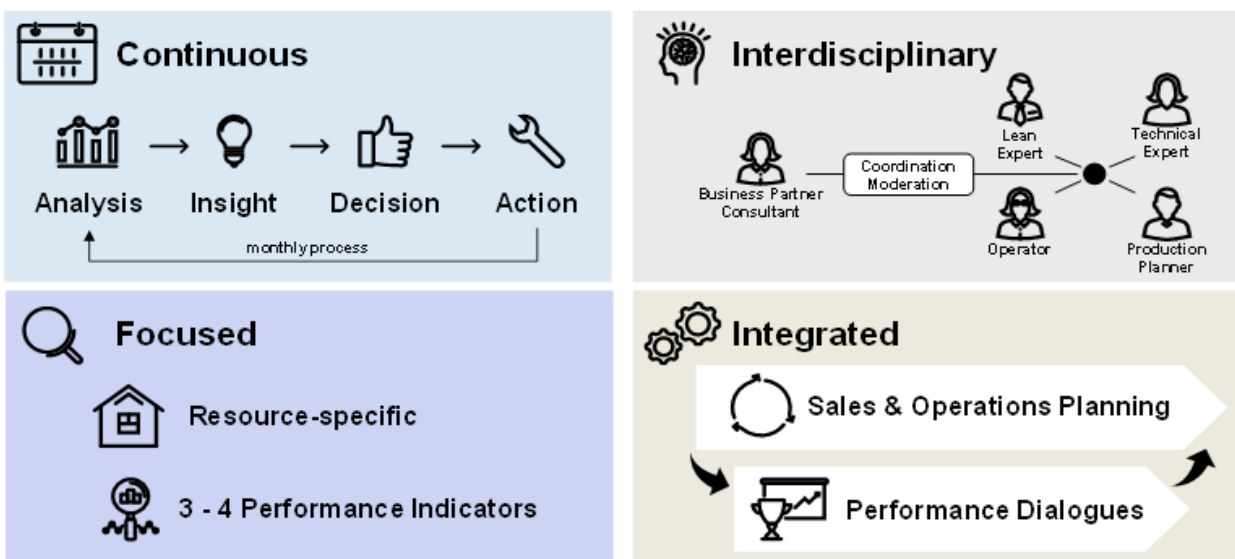 Continuous
Analysis
Insight
Decision
Action
monthly process
Interdisciplinary
Business Partner
Consultant
Coordination
Moderation
Lean
Expert
Technical
Expert
Operator
Production
Planner
Focused
Resource-specific
3 - 4 Performance Indicators
Integrated
Sales & Operations Planning
Performance Dialogues